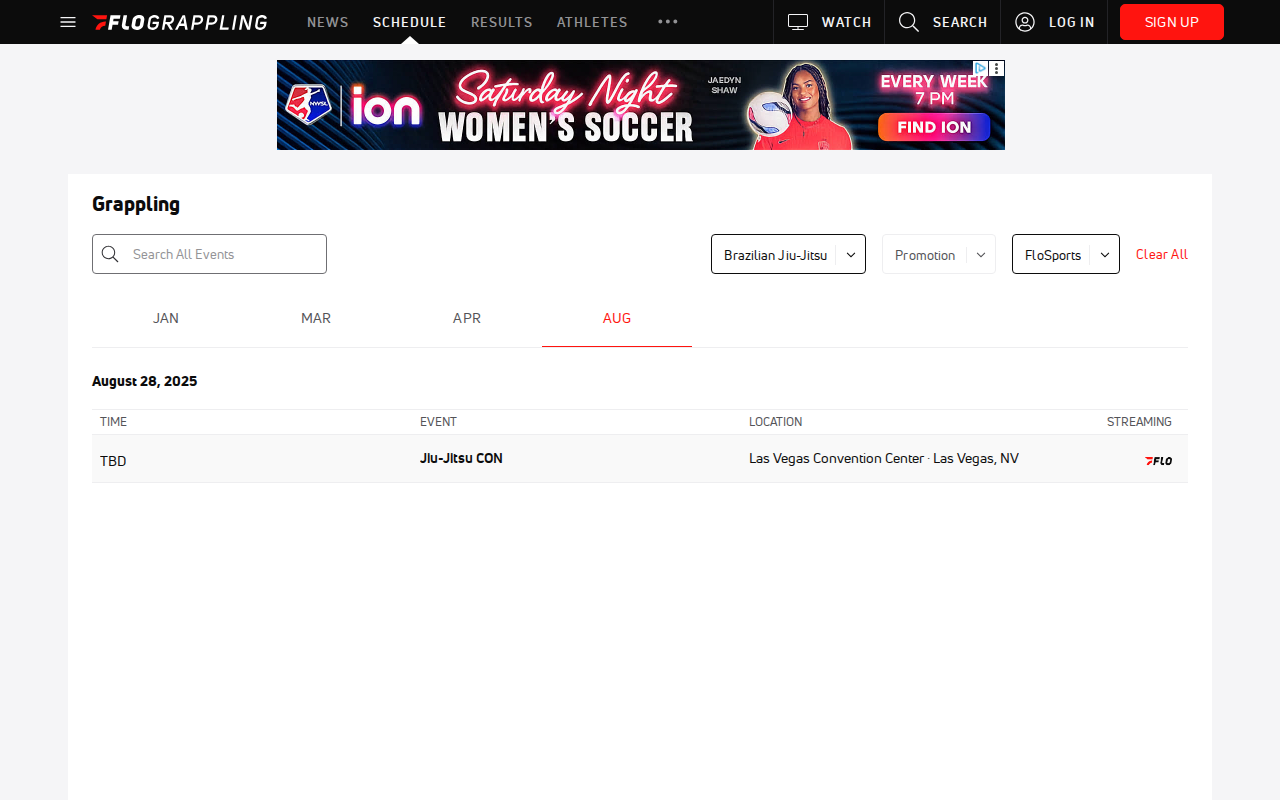 FLOGRAPPLING NEWS SCHEDULE RESULTS ATHLETES WATCH SEARCH LOG IN SIGN UP
NWSL ion Saturday Night WOMEN'S SOCCER JAEDYN SHAW EVERY WEEK 7 PM FIND ION
Grappling
Search All Events Brazilian Jiu-Jitsu Promotion FloSports Clear All
JAN MAR APR AUG
August 28, 2025
TIME EVENT LOCATION STREAMING
TBD Jiu-Jitsu CON Las Vegas Convention Center · Las Vegas, NV FLO